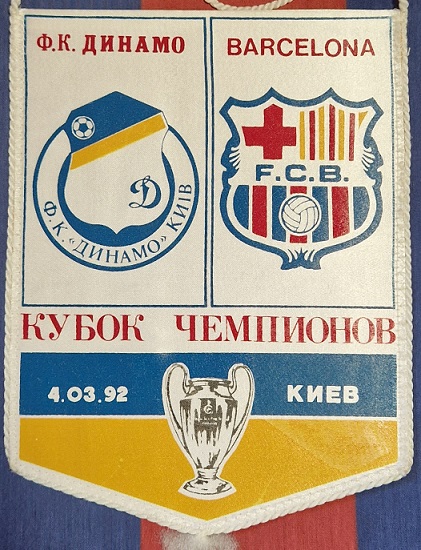 Ф.К. ДИНАМО
BARCELONA
Ф.К. „ДИНАМО" КИЇВ
Д
F.C.B.
КУБОК ЧЕМПИОНОВ
4.03.92
КИЕВ